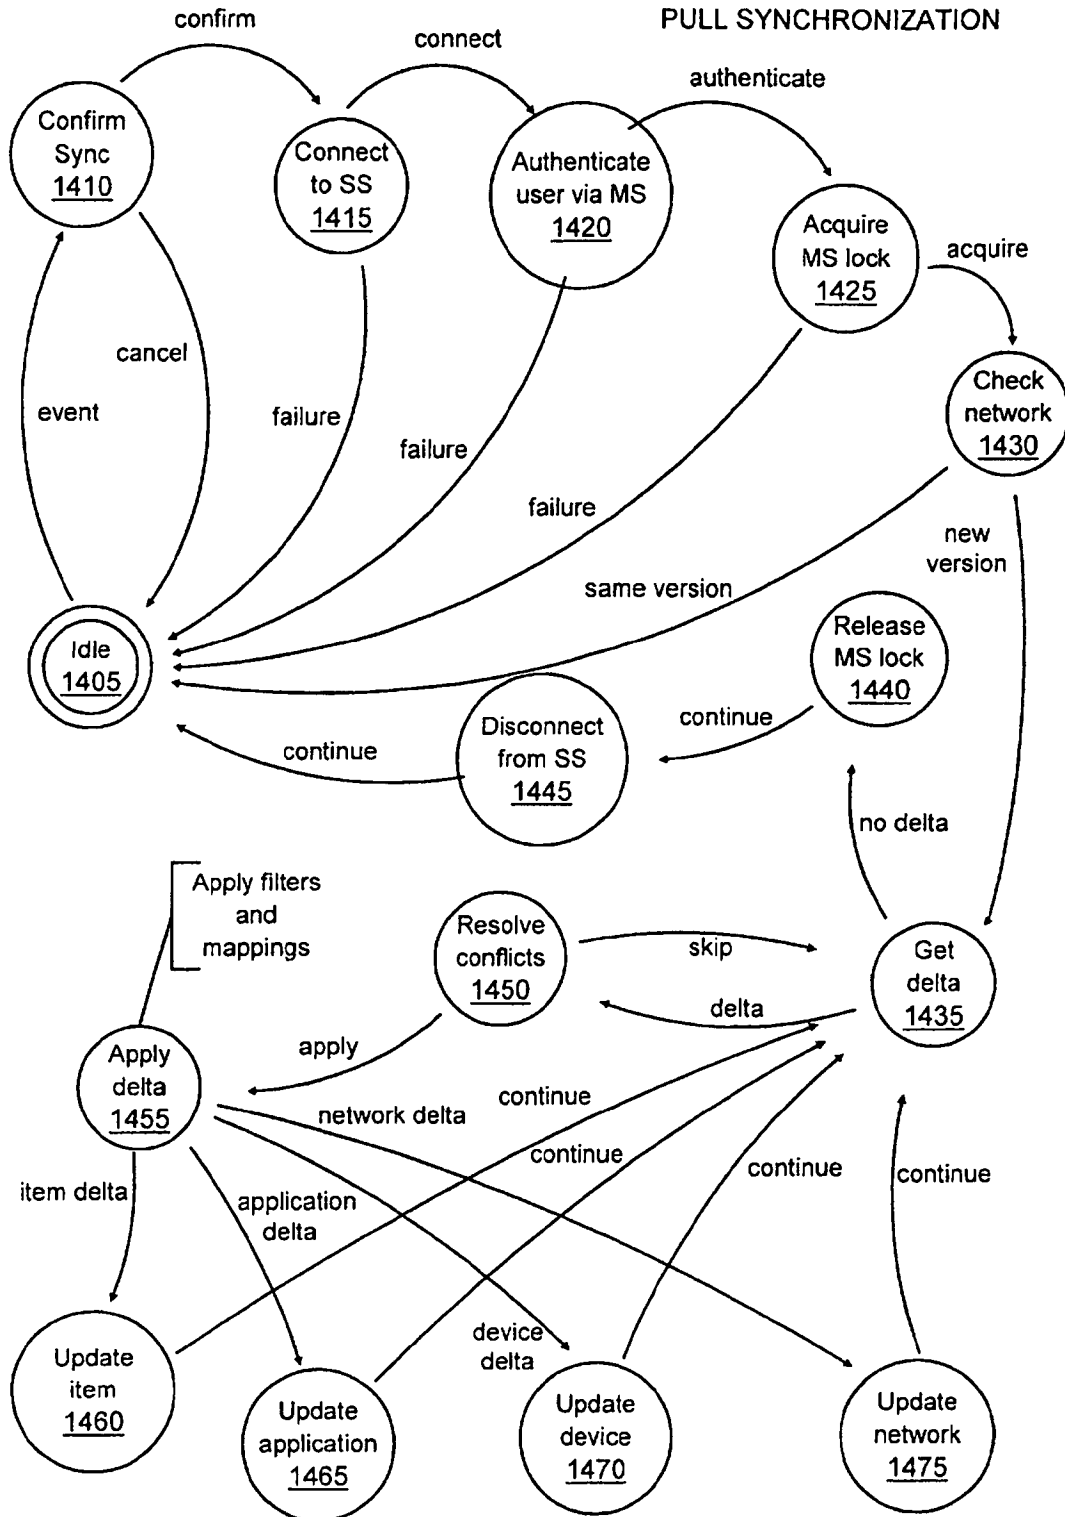 PULL SYNCHRONIZATION
confirm
connect
authenticate
Confirm
Sync
1410
Connect
to SS
1415
Authenticate
user via MS
1420
Acquire
MS lock
1425
acquire
event
cancel
failure
failure
failure
Check
network
1430
same version
new
version
Idle
1405
Release
MS lock
1440
continue
Disconnect
from SS
1445
continue
no delta
Apply filters
and
mappings
Resolve
conflicts
1450
skip
delta
Get
delta
1435
apply
Apply
delta
1455
network delta
continue
continue
continue
continue
item delta
application
delta
device
delta
Update
item
1460
Update
application
1465
Update
device
1470
Update
network
1475